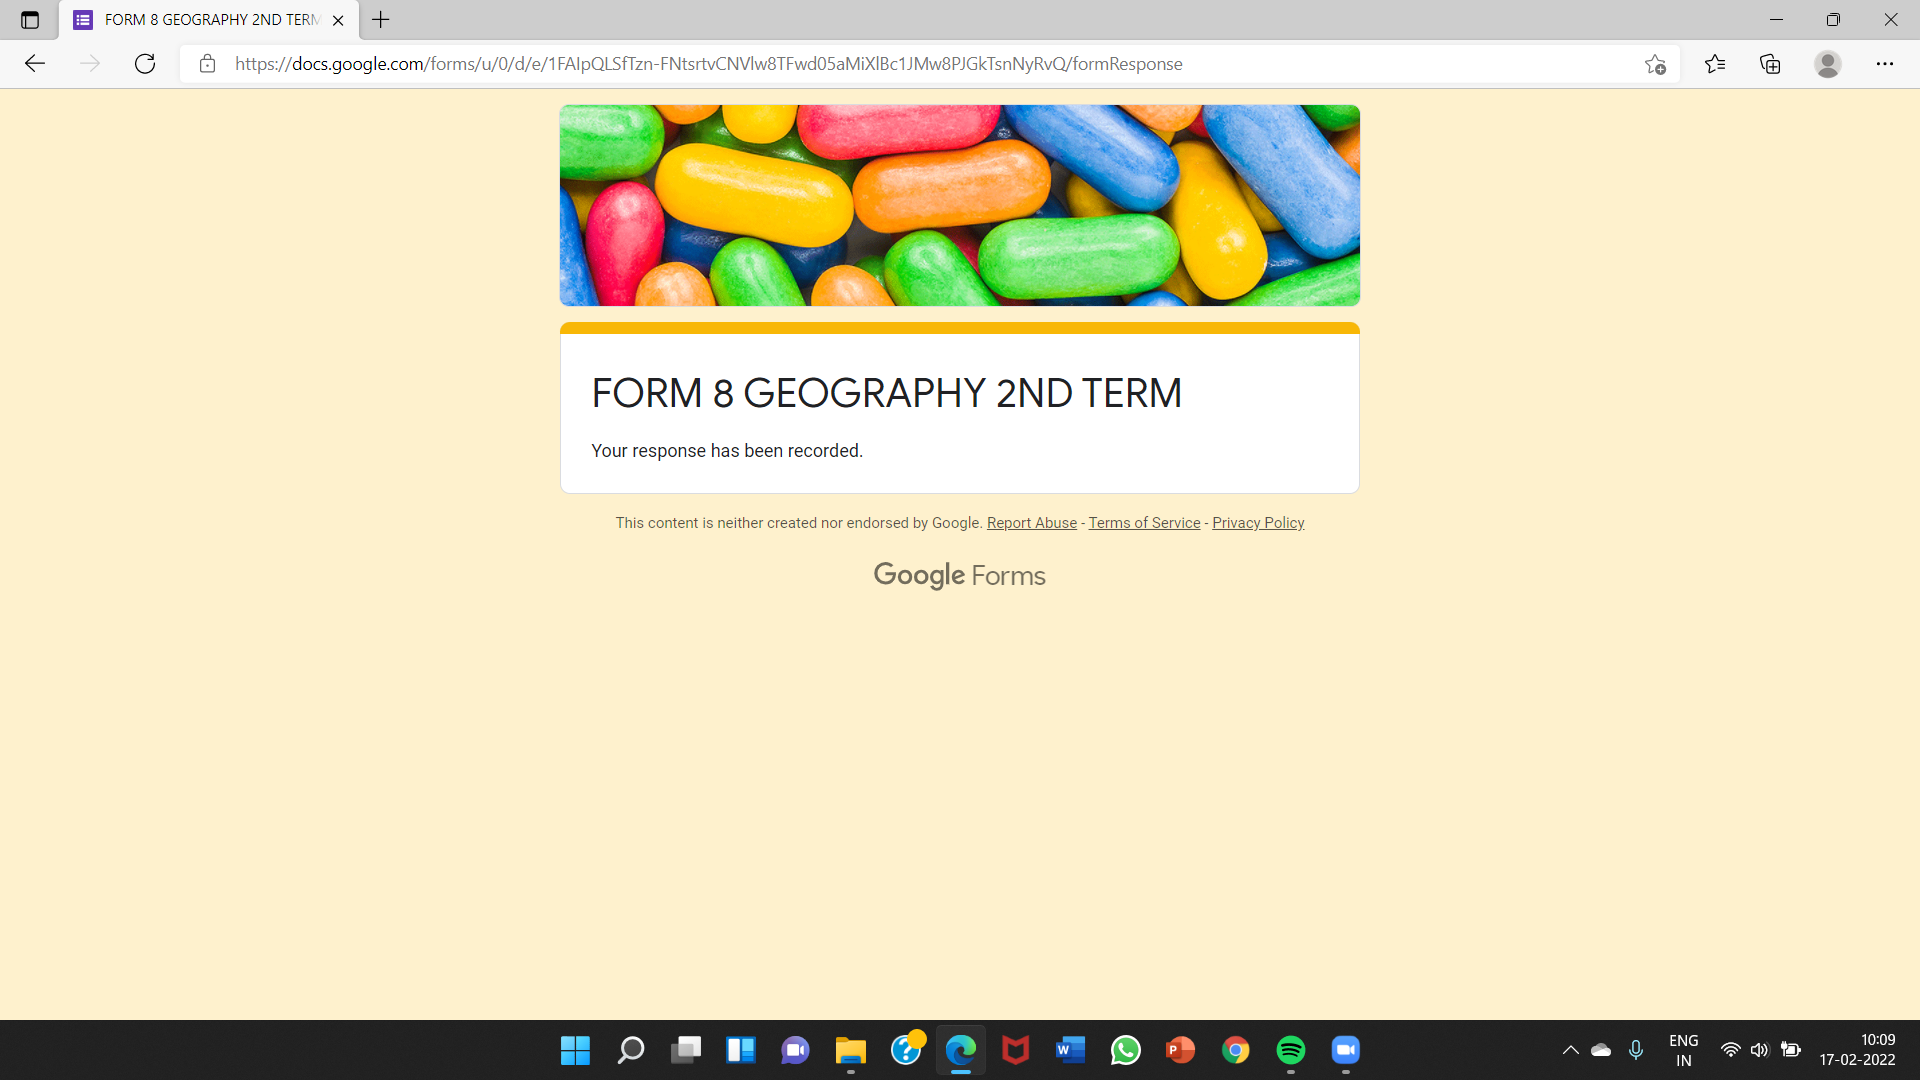 FORM 8 GEOGRAPHY 2ND TERM
https://docs.google.com/forms/u/0/d/e/1FAIpQLSfTzn-FNtsrtvCNVlw8TFwd05aMiXlBc1JMw8PJGkTsnNyRvQ/formResponse
FORM 8 GEOGRAPHY 2ND TERM
Your response has been recorded.
This content is neither created nor endorsed by Google. Report Abuse - Terms of Service - Privacy Policy
Google Forms
ENG
IN
10:09
17-02-2022